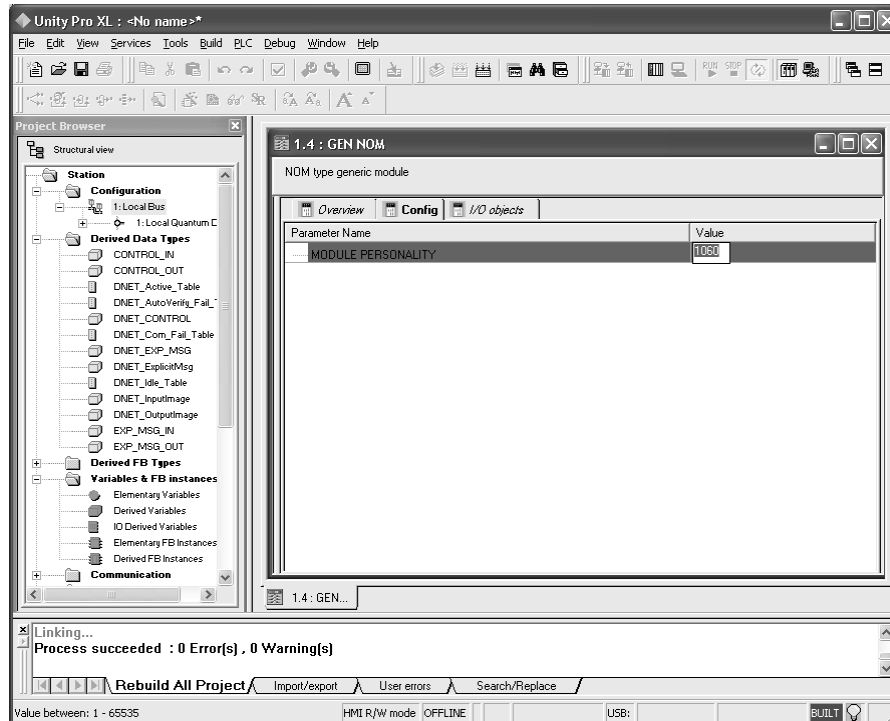 Unity Pro XL : <No name>*
File Edit View Services Tools Build PLC Debug Window Help
RUN STOP
Project Browser
Structural view
Station
Configuration
1: Local Bus
1: Local Quantum
Derived Data Types
CONTROL_IN
CONTROL_OUT
DNET_Active_Table
DNET_AutoVerify_Fail_
DNET_CONTROL
DNET_Com_Fail_Table
DNET_EXP_MSG
DNET_ExplicitMsg
DNET_Idle_Table
DNET_InputImage
DNET_OutputImage
EXP_MSG_IN
EXP_MSG_OUT
Derived FB Types
Variables & FB instances
Elementary Variables
Derived Variables
IO Derived Variables
Elementary FB Instances
Derived FB Instances
Communication
1.4 : GEN NOM
NOM type generic module
Overview Config I/O objects
Parameter Name Value
MODULE PERSONALITY 1060
1.4 : GEN...
Linking...
Process succeeded : 0 Error(s) , 0 Warning(s)
Rebuild All Project Import/export User errors Search/Replace
Value between: 1 - 65535 HMI R/W mode OFFLINE USB: BUILT